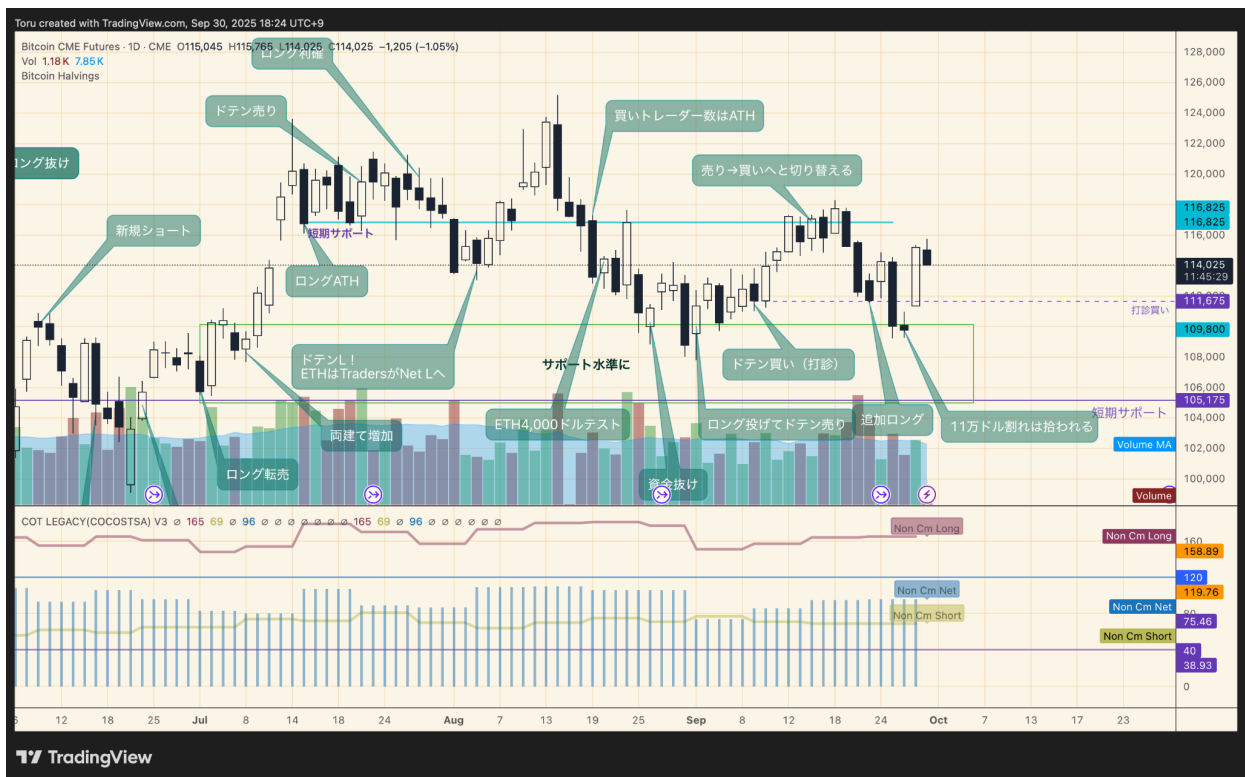 Toru created with TradingView.com, Sep 30, 2025 18:24 UTC+9
Bitcoin CME Futures · 1D · CME O115,045 H115,765 L114,025 C114,025 −1,205 (−1.05%)
Vol 1.18K 7.85K
Bitcoin Halvings
ロング利確
ドテン売り
買いトレーダー数はATH
ロング抜け
売り→買いへと切り替える
新規ショート
短期サポート
ロングATH
打診買い
ドテンL！
ETHはTradersがNet Lへ
サポート水準に
ドテン買い（打診）
両建て増加
ETH4,000ドルテスト
ロング投げてドテン売り
追加ロング
11万ドル割れは拾われる
短期サポート
ロング転売
資金抜け
128,000
126,000
124,000
122,000
120,000
118,000
116,825
116,825
116,000
114,025
11:45:29
111,675
109,800
108,000
106,000
105,175
104,000
102,000
100,000
Volume MA
Volume
COT LEGACY(COCOSTSA) V3 ∅ 165 69 ∅ 96 ∅ ∅ ∅ ∅ ∅ ∅ ∅ 165 69 ∅ 96 ∅ ∅ ∅ ∅ ∅ ∅
Non Cm Long
Non Cm Long
160
158.89
120
119.76
Non Cm Net
Non Cm Net
80
75.46
Non Cm Short
Non Cm Short
40
38.93
0
12 18 25 Jul 8 14 18 24 Aug 7 13 19 25 Sep 8 12 18 24 Oct 7 13 17 23
TradingView